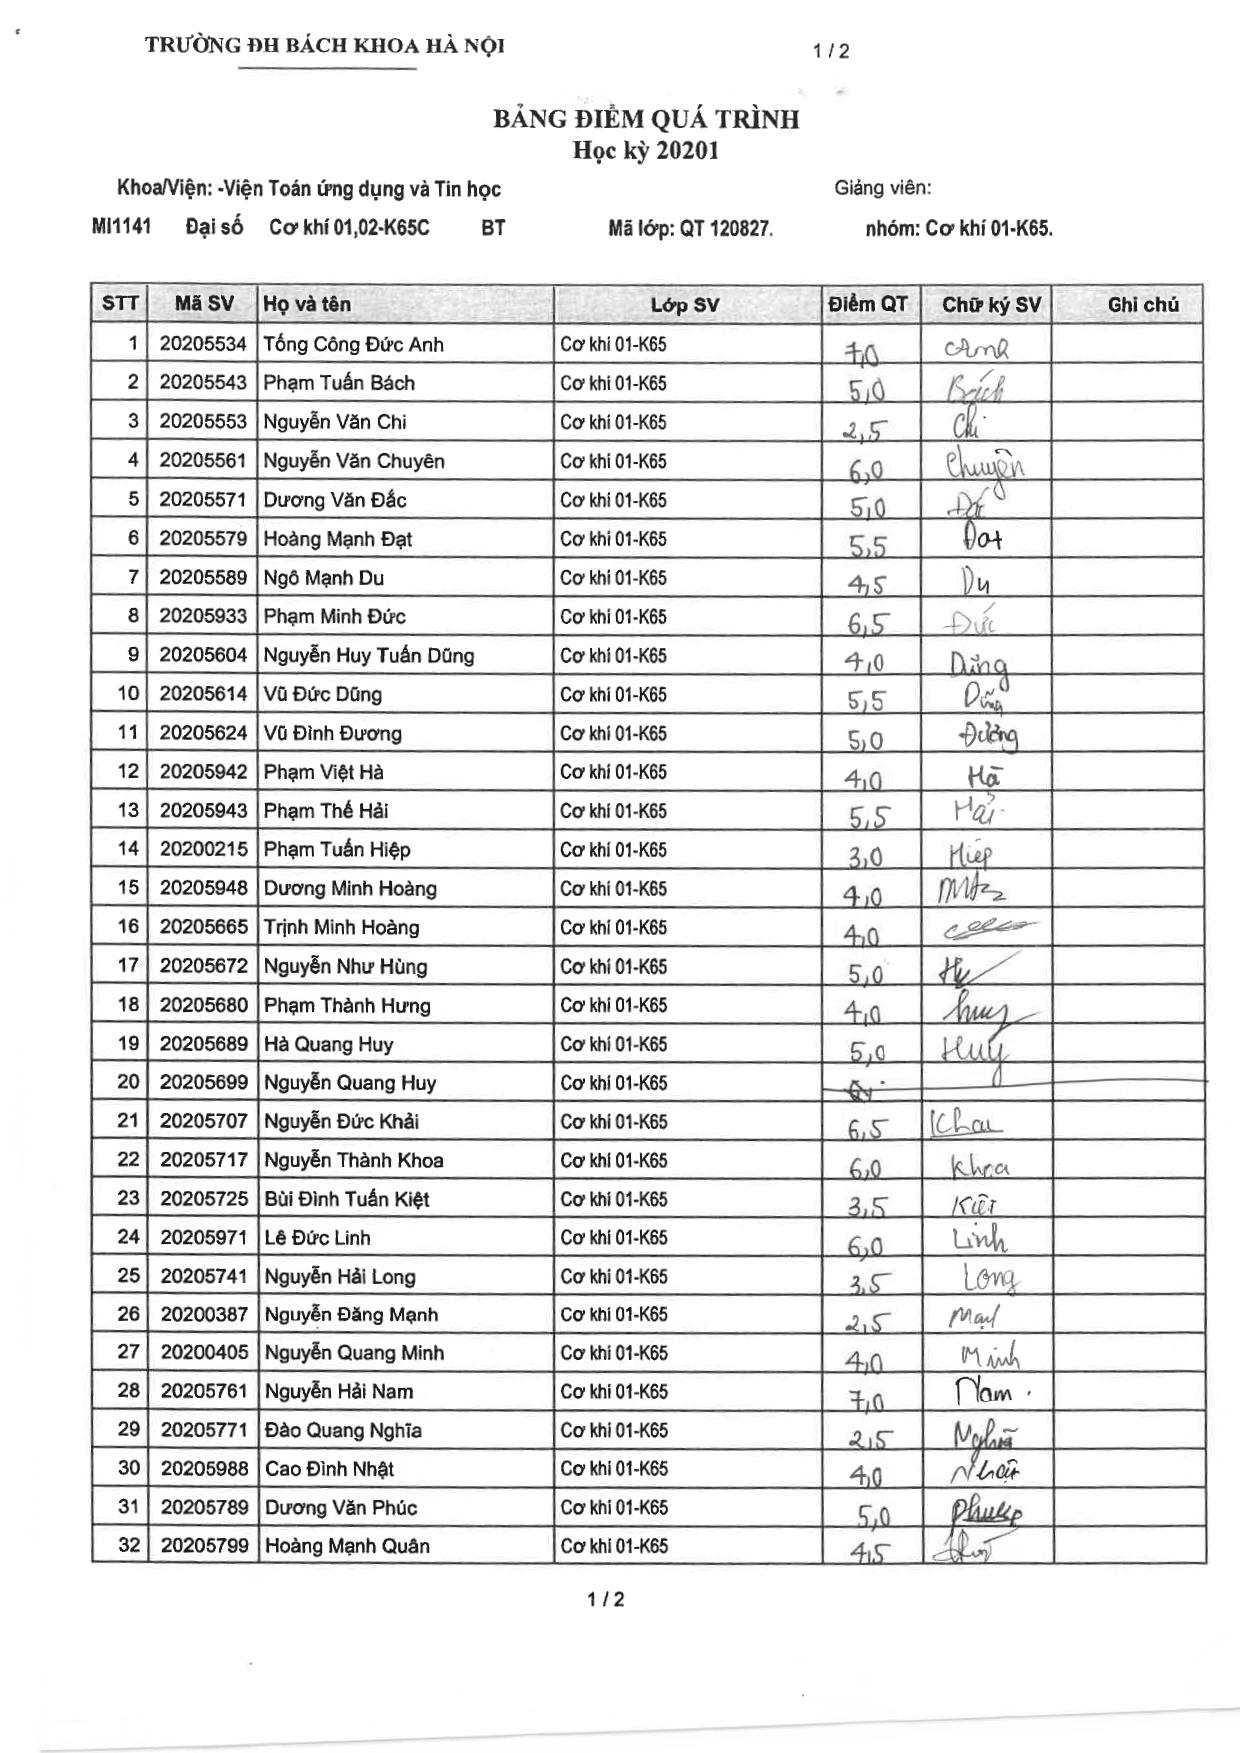 TRƯỜNG ĐH BÁCH KHOA HÀ NỘI 1 / 2
BẢNG ĐIỂM QUÁ TRÌNH
Học kỳ 20201
Khoa/Viện: -Viện Toán ứng dụng và Tin học Giảng viên:
MI1141 Đại số Cơ khí 01,02-K65C BT Mã lớp: QT 120827. nhóm: Cơ khí 01-K65.
STT Mã SV Họ và tên Lớp SV Điểm QT Chữ ký SV Ghi chú
1 20205534 Tống Công Đức Anh Cơ khí 01-K65 7,0 Anh
2 20205543 Phạm Tuấn Bách Cơ khí 01-K65 5,0 Bách
3 20205553 Nguyễn Văn Chi Cơ khí 01-K65 2,5 Chi
4 20205561 Nguyễn Văn Chuyên Cơ khí 01-K65 6,0 Chuyên
5 20205571 Dương Văn Đắc Cơ khí 01-K65 5,0
6 20205579 Hoàng Mạnh Đạt Cơ khí 01-K65 5,5 Đạt
7 20205589 Ngô Mạnh Du Cơ khí 01-K65 4,5 Du
8 20205933 Phạm Minh Đức Cơ khí 01-K65 6,5 Đức
9 20205604 Nguyễn Huy Tuấn Dũng Cơ khí 01-K65 4,0 Dũng
10 20205614 Vũ Đức Dũng Cơ khí 01-K65 5,5 Dũng
11 20205624 Vũ Đình Đương Cơ khí 01-K65 5,0 Đương
12 20205942 Phạm Việt Hà Cơ khí 01-K65 4,0 Hà
13 20205943 Phạm Thế Hải Cơ khí 01-K65 5,5 Hải
14 20200215 Phạm Tuấn Hiệp Cơ khí 01-K65 3,0 Hiệp
15 20205948 Dương Minh Hoàng Cơ khí 01-K65 4,0
16 20205665 Trịnh Minh Hoàng Cơ khí 01-K65 4,0
17 20205672 Nguyễn Như Hùng Cơ khí 01-K65 5,0
18 20205680 Phạm Thành Hưng Cơ khí 01-K65 4,0
19 20205689 Hà Quang Huy Cơ khí 01-K65 5,0 Huy
20 20205699 Nguyễn Quang Huy Cơ khí 01-K65
21 20205707 Nguyễn Đức Khải Cơ khí 01-K65 6,5 Khai
22 20205717 Nguyễn Thành Khoa Cơ khí 01-K65 6,0 Khoa
23 20205725 Bùi Đình Tuấn Kiệt Cơ khí 01-K65 3,5 Kiệt
24 20205971 Lê Đức Linh Cơ khí 01-K65 6,0 Linh
25 20205741 Nguyễn Hải Long Cơ khí 01-K65 3,5 Long
26 20200387 Nguyễn Đăng Mạnh Cơ khí 01-K65 2,5
27 20200405 Nguyễn Quang Minh Cơ khí 01-K65 4,0 Minh
28 20205761 Nguyễn Hải Nam Cơ khí 01-K65 7,0 Nam
29 20205771 Đào Quang Nghĩa Cơ khí 01-K65 2,5 Nghĩa
30 20205988 Cao Đình Nhật Cơ khí 01-K65 4,0 Nhật
31 20205789 Dương Văn Phúc Cơ khí 01-K65 5,0
32 20205799 Hoàng Mạnh Quân Cơ khí 01-K65 4,5
1 / 2